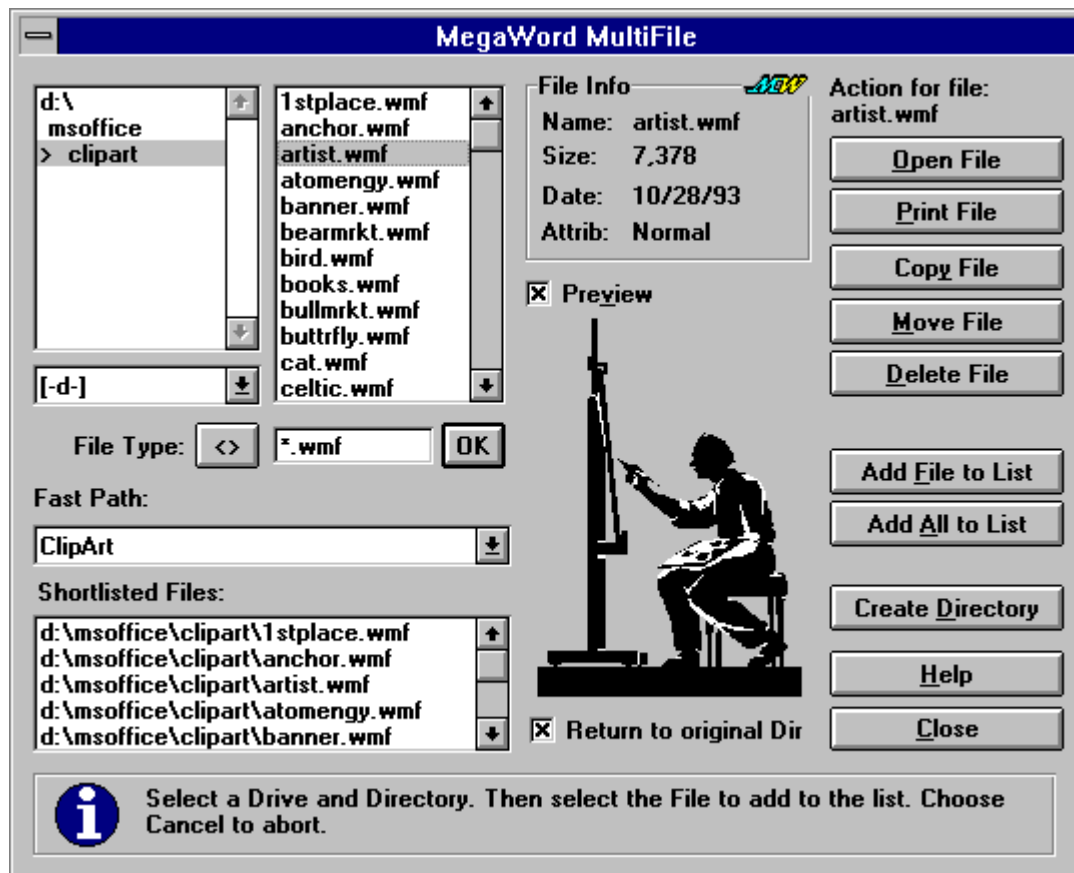 MegaWord MultiFile
d:\
msoffice
> clipart
[-d-]
1stplace.wmf
anchor.wmf
artist.wmf
atomengy.wmf
banner.wmf
bearmrkt.wmf
bird.wmf
books.wmf
bullmrkt.wmf
buttrfly.wmf
cat.wmf
celtic.wmf
File Type:
<>
*.wmf
OK
Fast Path:
ClipArt
Shortlisted Files:
d:\msoffice\clipart\1stplace.wmf
d:\msoffice\clipart\anchor.wmf
d:\msoffice\clipart\artist.wmf
d:\msoffice\clipart\atomengy.wmf
d:\msoffice\clipart\banner.wmf
File Info
MW
Name: artist.wmf
Size: 7,378
Date: 10/28/93
Attrib: Normal
Preview
Return to original Dir
Action for file:
artist.wmf
Open File
Print File
Copy File
Move File
Delete File
Add File to List
Add All to List
Create Directory
Help
Close
i
Select a Drive and Directory. Then select the File to add to the list. Choose
Cancel to abort.